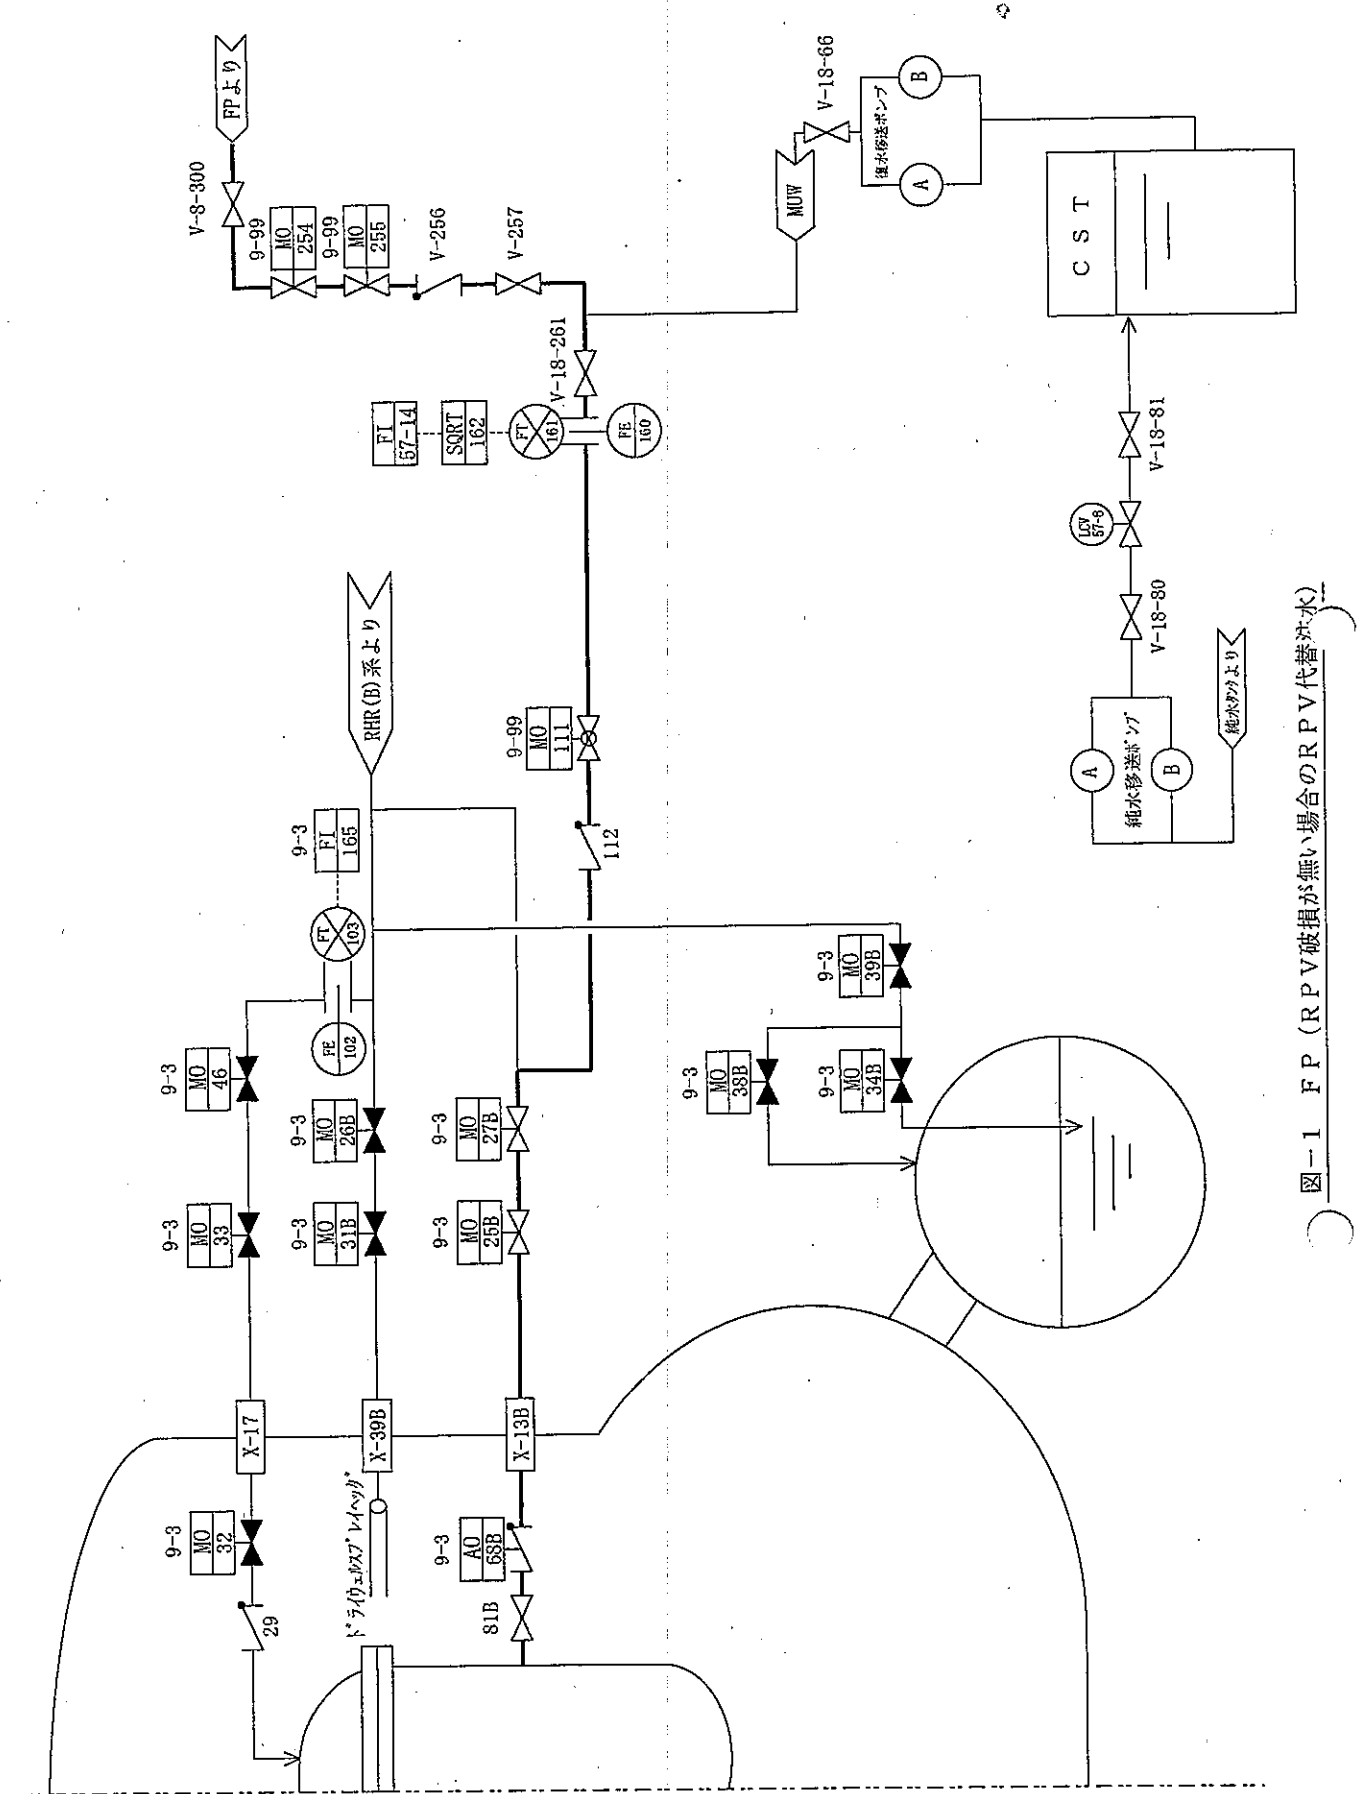 FPより
V-8-300
9-99
MO
254
9-99
MO
255
V-256
V-257
V-18-261
FI
57-14
SQRT
162
FT
161
FE
160
MUW
V-18-66
復水移送ポンプ
A
B
CST
V-18-81
LCV
57-8
V-18-80
A
純水移送ポンプ
B
純水タンクより
RHR(B)系より
9-3
FI
165
FT
103
FE
102
9-99
MO
111
112
9-3
MO
46
9-3
MO
33
9-3
MO
26B
9-3
MO
31B
9-3
MO
27B
9-3
MO
25B
9-3
MO
39B
9-3
MO
38B
9-3
MO
34B
X-17
X-39B
X-13B
9-3
MO
32
29
ドライウェルスプレイヘッダ
9-3
AO
68B
81B
図-1 FP(RPV破損が無い場合のRPV代替注水)